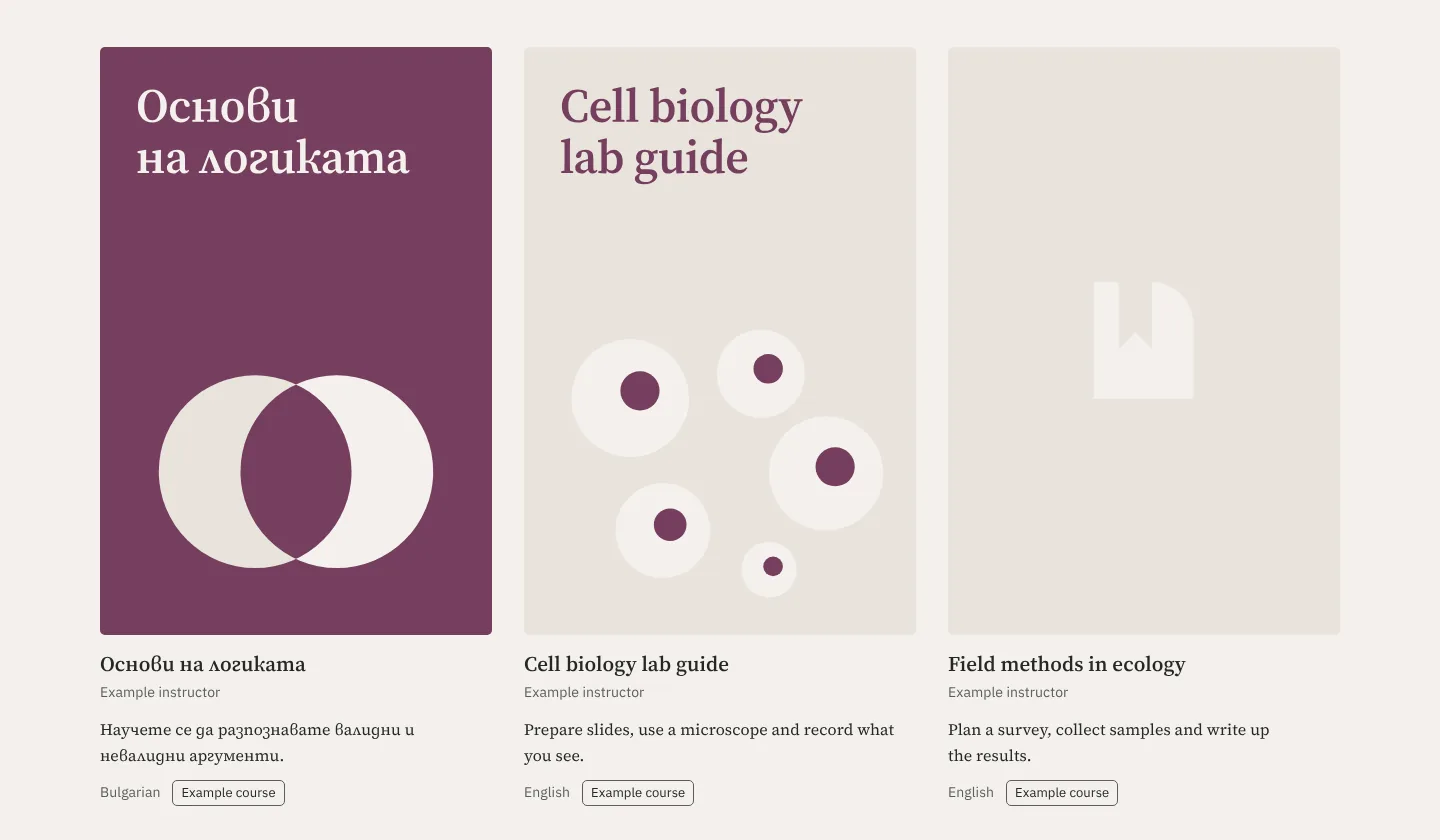 Основи
на логиката
Cell biology
lab guide
Основи на логиката
Example instructor
Научете се да разпознавате валидни и
невалидни аргументи.
Bulgarian
Example course
Cell biology lab guide
Example instructor
Prepare slides, use a microscope and record what
you see.
English
Example course
Field methods in ecology
Example instructor
Plan a survey, collect samples and write up
the results.
English
Example course